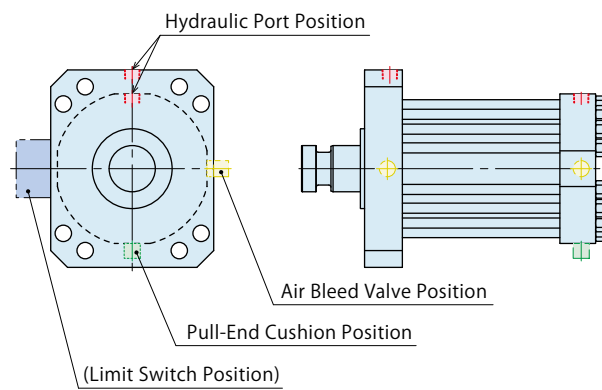 Hydraulic Port Position
Air Bleed Valve Position
Pull-End Cushion Position
(Limit Switch Position)